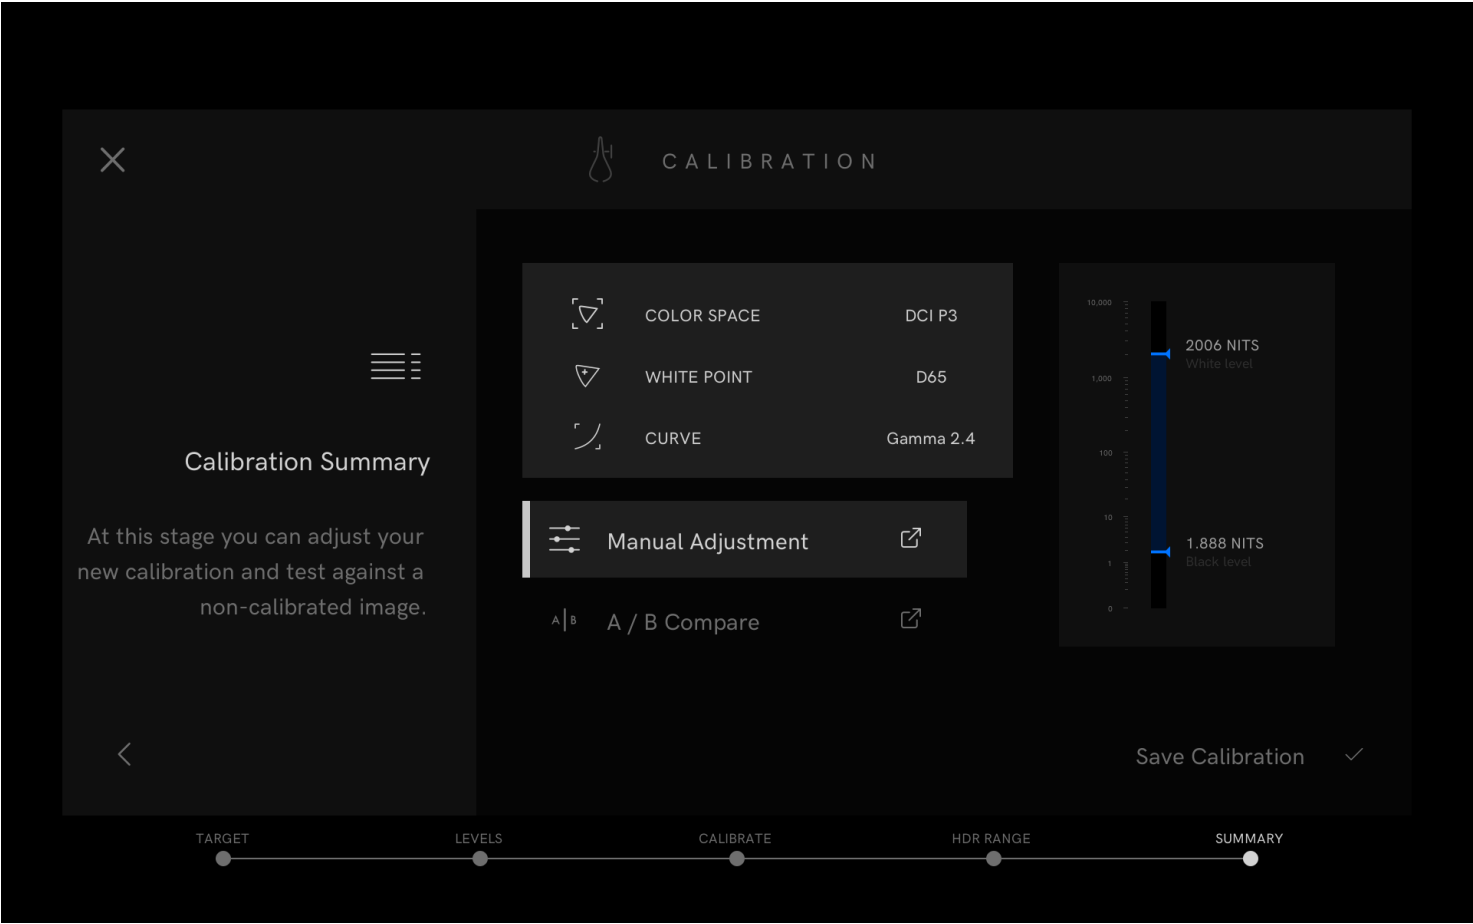 CALIBRATION
Calibration Summary
At this stage you can adjust your
new calibration and test against a
non-calibrated image.
COLOR SPACE DCI P3
WHITE POINT D65
CURVE Gamma 2.4
Manual Adjustment
A|B A / B Compare
10,000
1,000
100
10
1
0
2006 NITS
White level
1.888 NITS
Black level
Save Calibration
TARGET LEVELS CALIBRATE HDR RANGE SUMMARY